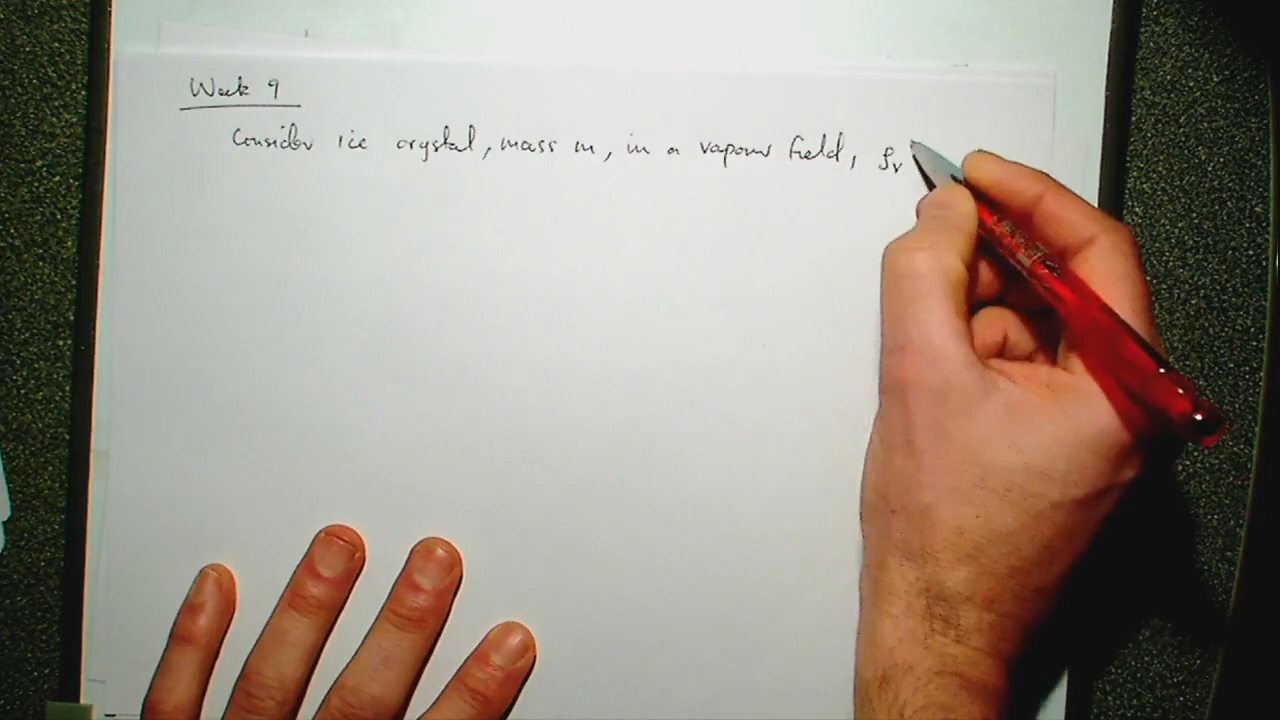 Week 9
Consider ice crystal, mass m, in a vapour field, ρᵥ